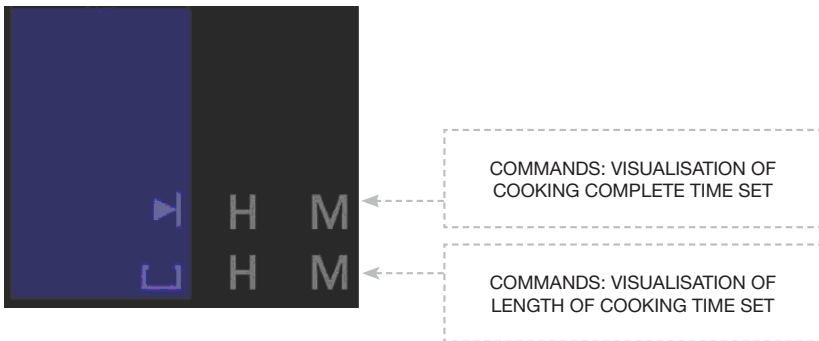 H M
COMMANDS: VISUALISATION OF
COOKING COMPLETE TIME SET
H M
COMMANDS: VISUALISATION OF
LENGTH OF COOKING TIME SET